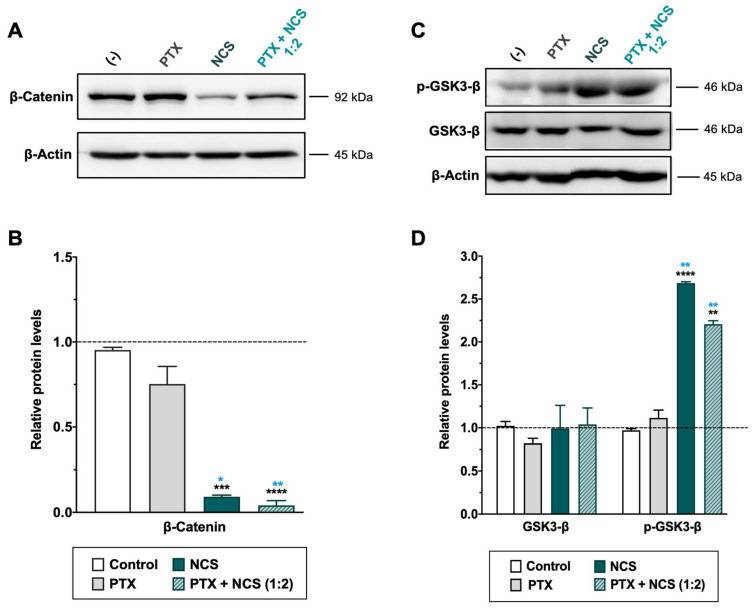 A
(-)
PTX
NCS
PTX + NCS
1:2
β-Catenin
92 kDa
β-Actin
45 kDa
B
Relative protein levels
1.5
1.0
0.5
0.0
*
***
**
****
β-Catenin
Control
NCS
PTX
PTX + NCS (1:2)
C
(-)
PTX
NCS
PTX + NCS
1:2
p-GSK3-β
46 kDa
GSK3-β
46 kDa
β-Actin
45 kDa
D
Relative protein levels
3.0
2.5
2.0
1.5
1.0
0.5
0.0
**
****
**
**
GSK3-β
p-GSK3-β
Control
NCS
PTX
PTX + NCS (1:2)